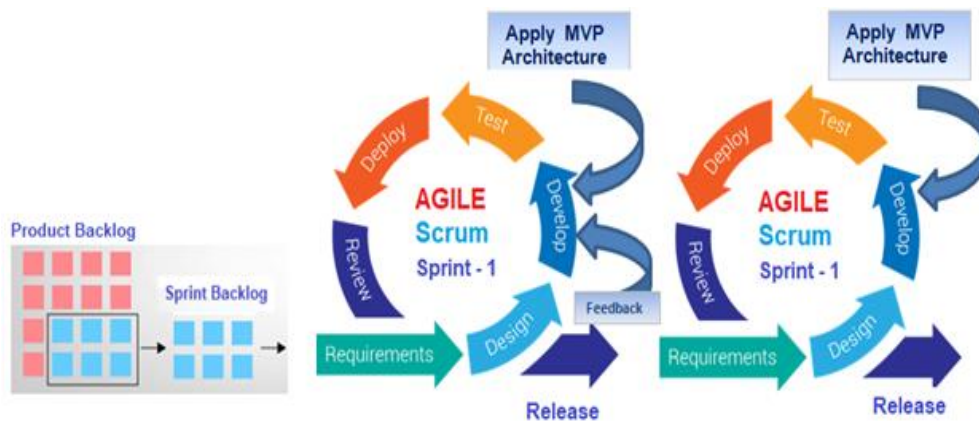 Product Backlog
Sprint Backlog
Apply MVP
Architecture
Test
Deploy
Develop
AGILE
Scrum
Sprint - 1
Review
Feedback
Requirements
Design
Release
Apply MVP
Architecture
Test
Deploy
Develop
AGILE
Scrum
Sprint - 1
Review
Requirements
Design
Release